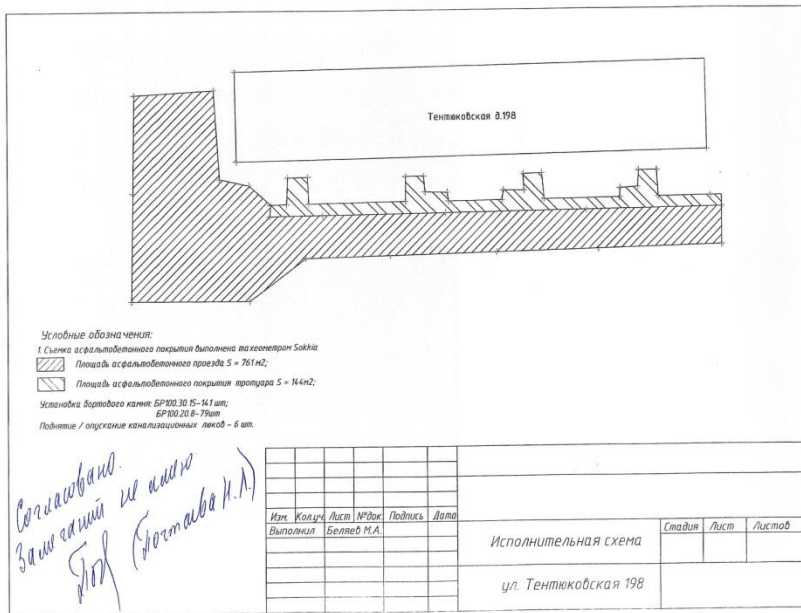 Тентюковская д.198
Условные обозначения:
1. Съемка асфальтобетонного покрытия выполнена тахеометром Sokkia
Площадь асфальтобетонного проезда S = 761 м2;
Площадь асфальтобетонного покрытия тротуара S = 144м2;
Установка бортового камня: БР100.30.15-141 шт;
БР100.20.8-79шт
Поднятие / опускание канализационных люков - 6 шт.
Согласовано.
Замечаний не имею
Изм. Кол.уч. Лист №док. Подпись Дата
Выполнил Беляев М.А.
Исполнительная схема
Стадия Лист Листов
ул. Тентюковская 198